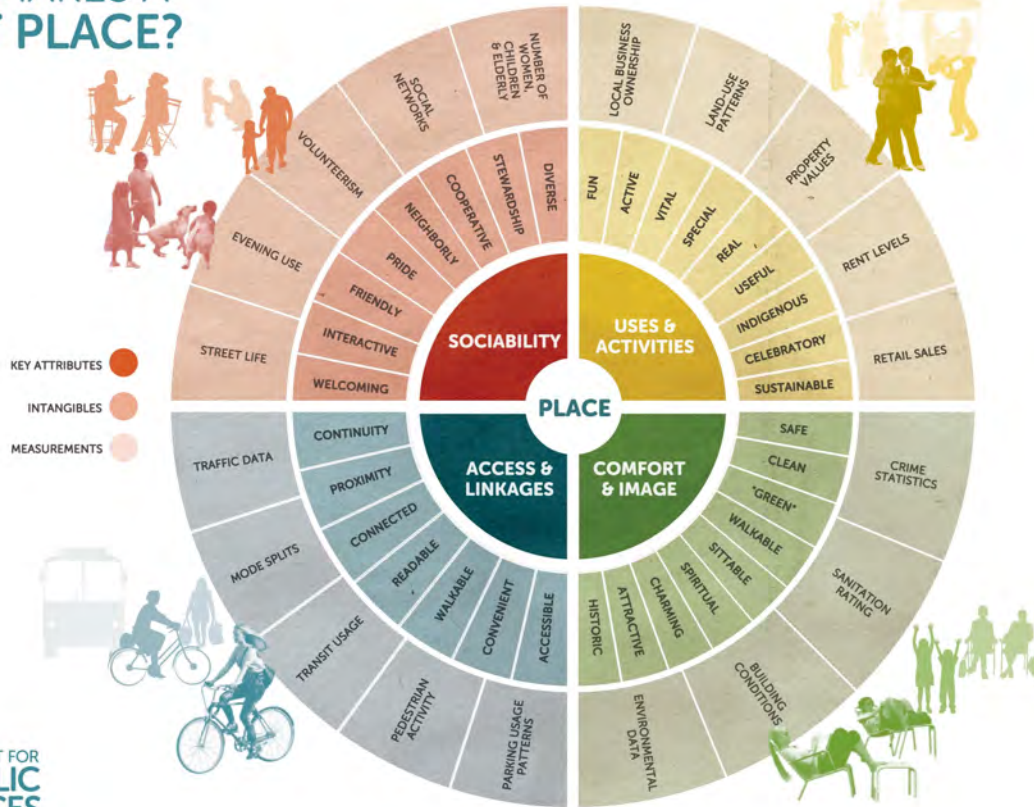 MAKES A
T PLACE?
NUMBER OF
WOMEN,
CHILDREN
& ELDERLY
SOCIAL
NETWORKS
VOLUNTEERISM
EVENING USE
STREET LIFE
LOCAL BUSINESS
OWNERSHIP
LAND-USE
PATTERNS
PROPERTY
VALUES
RENT LEVELS
RETAIL SALES
DIVERSE
STEWARDSHIP
COOPERATIVE
NEIGHBORLY
PRIDE
FRIENDLY
INTERACTIVE
WELCOMING
FUN
ACTIVE
VITAL
SPECIAL
REAL
USEFUL
INDIGENOUS
CELEBRATORY
SUSTAINABLE
SOCIABILITY
USES &
ACTIVITIES
PLACE
ACCESS &
LINKAGES
COMFORT
& IMAGE
KEY ATTRIBUTES
INTANGIBLES
MEASUREMENTS
CONTINUITY
PROXIMITY
CONNECTED
READABLE
WALKABLE
CONVENIENT
ACCESSIBLE
SAFE
CLEAN
"GREEN"
WALKABLE
SITTABLE
SPIRITUAL
CHARMING
ATTRACTIVE
HISTORIC
TRAFFIC DATA
MODE SPLITS
TRANSIT USAGE
PEDESTRIAN
ACTIVITY
PARKING USAGE
PATTERNS
CRIME
STATISTICS
SANITATION
RATING
BUILDING
CONDITIONS
ENVIRONMENTAL
DATA
T FOR
LIC